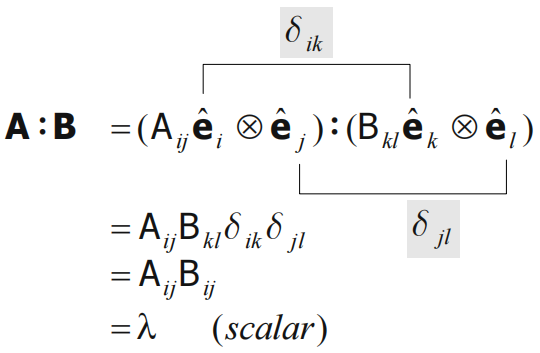 δ_ik
A : B = (A_ij ê_i ⊗ ê_j) : (B_kl ê_k ⊗ ê_l)
δ_jl
= A_ij B_kl δ_ik δ_jl
= A_ij B_ij
= λ (scalar)